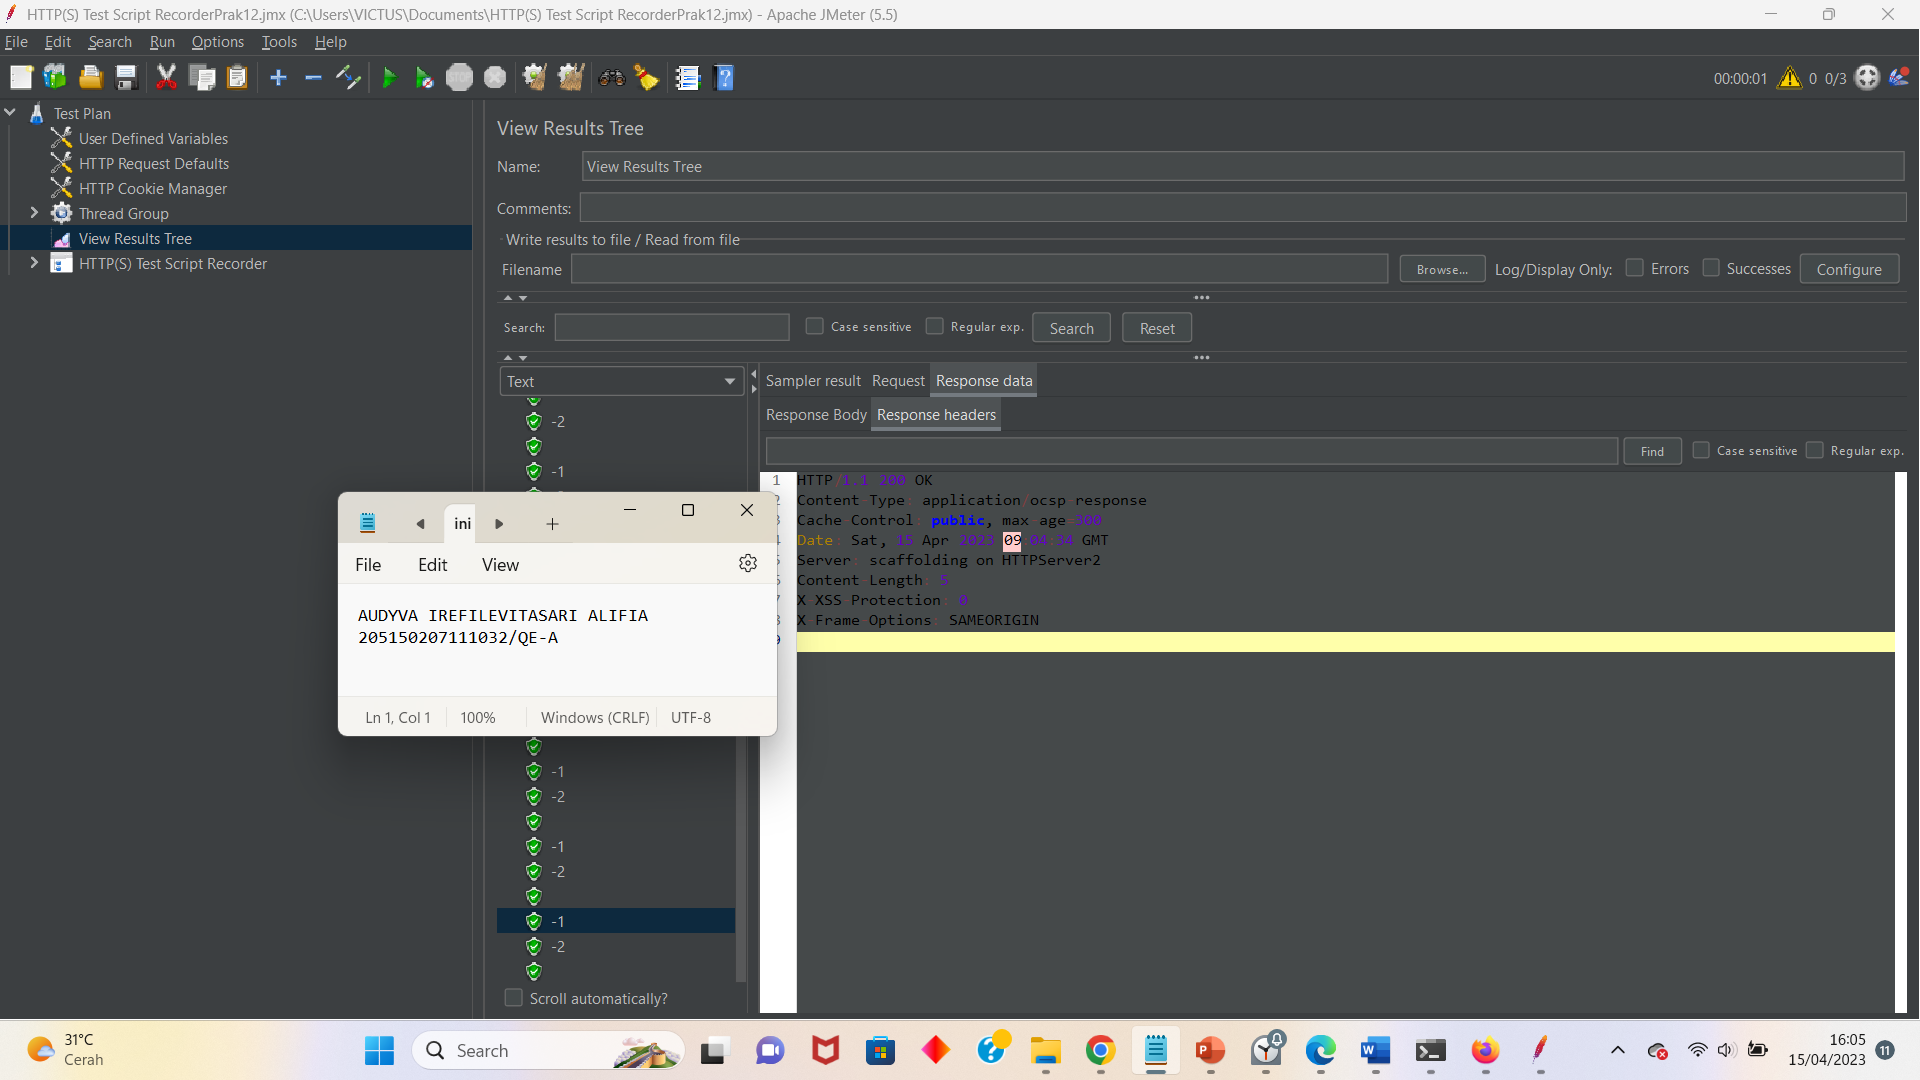 HTTP(S) Test Script RecorderPrak12.jmx (C:\Users\VICTUS\Documents\HTTP(S) Test Script RecorderPrak12.jmx) - Apache JMeter (5.5)
File Edit Search Run Options Tools Help
00:00:01 0 0/3
Test Plan
User Defined Variables
HTTP Request Defaults
HTTP Cookie Manager
Thread Group
View Results Tree
HTTP(S) Test Script Recorder
View Results Tree
Name: View Results Tree
Comments:
Write results to file / Read from file
Filename Browse... Log/Display Only: Errors Successes Configure
Search: Case sensitive Regular exp. Search Reset
Text
-2
-1
-1
-2
-1
-2
-1
-2
Scroll automatically?
Sampler result Request Response data
Response Body Response headers
Find Case sensitive Regular exp.
1 HTTP 1.1 200 OK
Content Type application ocsp response
Cache Control public, max age 300
Date Sat, 15 Apr 2023 09 04 34 GMT
Server scaffolding on HTTPServer2
Content Length 5
X XSS Protection 0
X Frame Options SAMEORIGIN
ini
File Edit View
AUDYVA IREFILEVITASARI ALIFIA
205150207111032/QE-A
Ln 1, Col 1 100% Windows (CRLF) UTF-8
31°C
Cerah
Search
16:05
15/04/2023
11